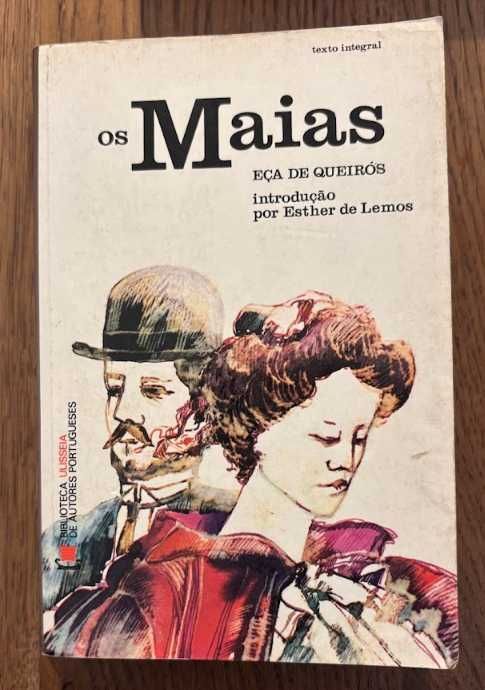 texto integral
os Maias
EÇA DE QUEIRÓS
introdução
por Esther de Lemos
BIBLIOTECA ULISSEIA
DE AUTORES PORTUGUESES